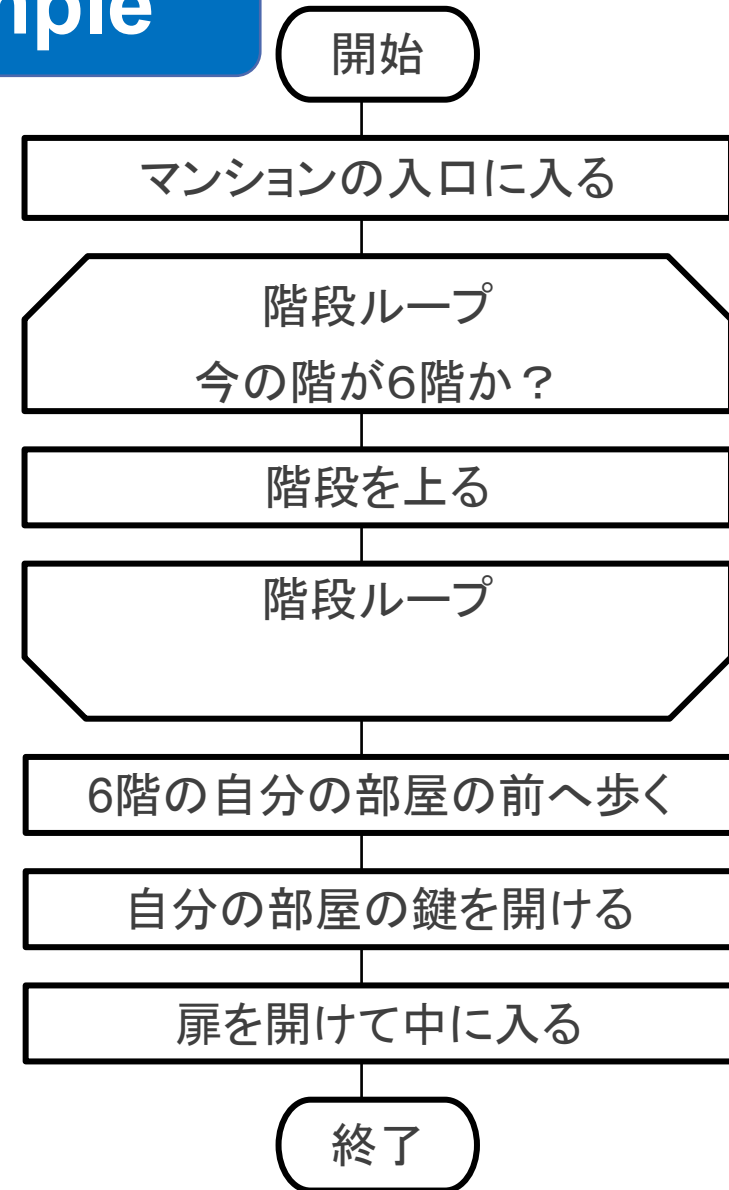 開始
マンションの入口に入る
階段ループ
今の階が6階か？
階段を上る
階段ループ
6階の自分の部屋の前へ歩く
自分の部屋の鍵を開ける
扉を開けて中に入る
終了